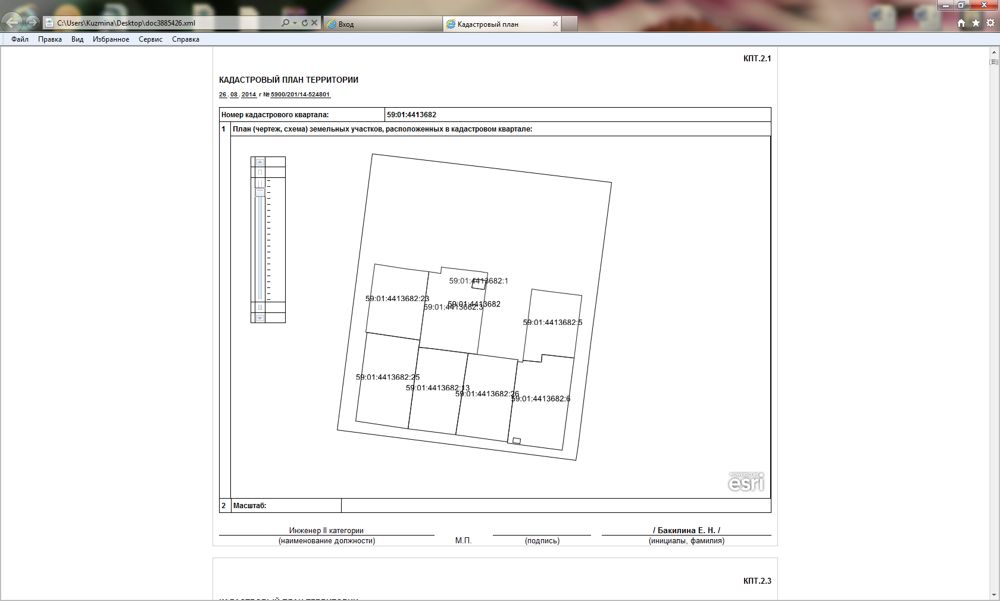 C:\Users\Kuzmina\Desktop\doc3885426.xml
Вход
Кадастровый план
Файл Правка Вид Избранное Сервис Справка
КПТ.2.1
КАДАСТРОВЫЙ ПЛАН ТЕРРИТОРИИ
26 . 08 . 2014 г № 5900/201/14-524801
Номер кадастрового квартала: 59:01:4413682
1 План (чертеж, схема) земельных участков, расположенных в кадастровом квартале:
59:01:4413682:1
59:01:4413682:23
59:01:4413682
59:01:4413682:3
59:01:4413682:5
59:01:4413682:25
59:01:4413682:13
59:01:4413682:26
59:01:4413682:6
POWERED BY
esri
2 Масштаб:
Инженер II категории / Бакилина Е. Н. /
(наименование должности) М.П. (подпись) (инициалы, фамилия)
КПТ.2.3